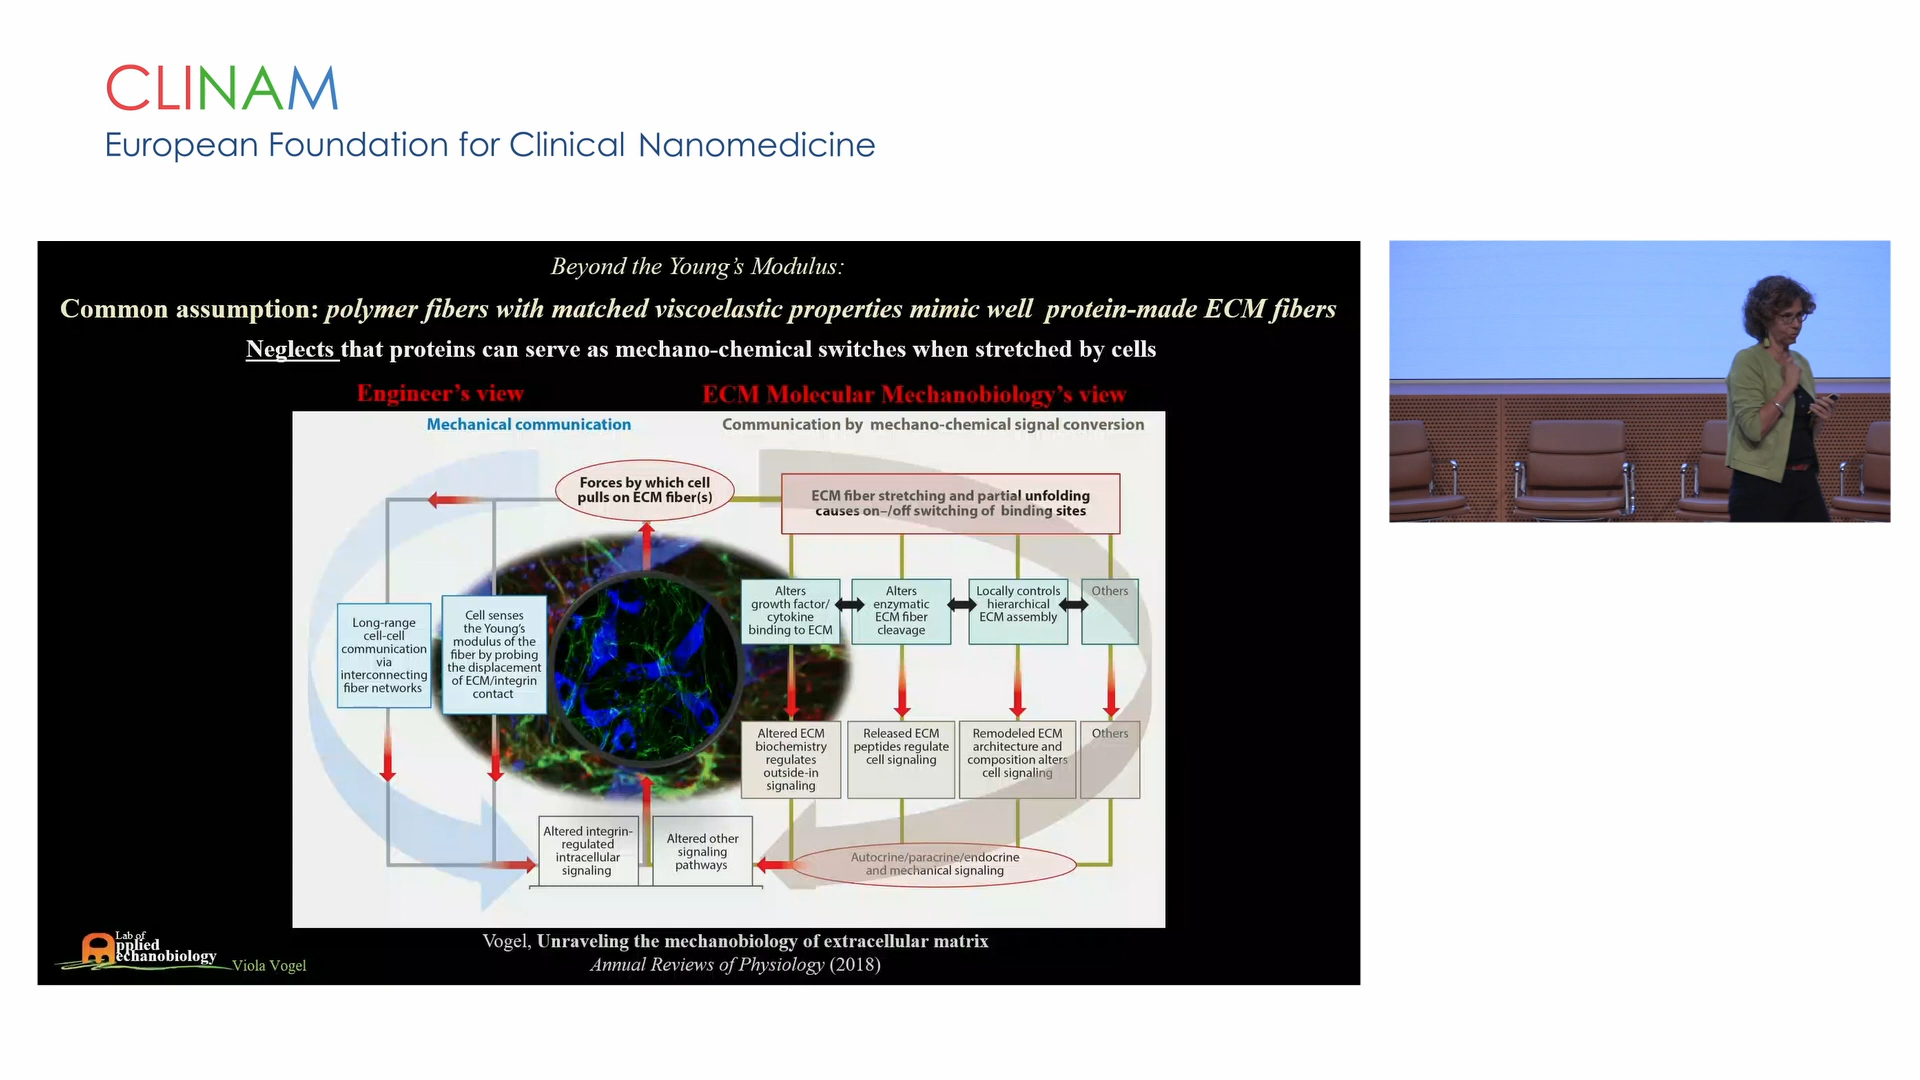 CLINAM
European Foundation for Clinical Nanomedicine
Beyond the Young's Modulus:
Common assumption: polymer fibers with matched viscoelastic properties mimic well protein-made ECM fibers
Neglects that proteins can serve as mechano-chemical switches when stretched by cells
Engineer's view
ECM Molecular Mechanobiology's view
Mechanical communication
Communication by mechano-chemical signal conversion
Forces by which cell
pulls on ECM fiber(s)
ECM fiber stretching and partial unfolding
causes on–/off switching of binding sites
Long-range
cell-cell
communication
via
interconnecting
fiber networks
Cell senses
the Young's
modulus of the
fiber by probing
the displacement
of ECM/integrin
contact
Alters
growth factor/
cytokine
binding to ECM
Alters
enzymatic
ECM fiber
cleavage
Locally controls
hierarchical
ECM assembly
Others
Altered ECM
biochemistry
regulates
outside-in
signaling
Released ECM
peptides regulate
cell signaling
Remodeled ECM
architecture and
composition alters
cell signaling
Others
Altered integrin-
regulated
intracellular
signaling
Altered other
signaling
pathways
Autocrine/paracrine/endocrine
and mechanical signaling
Lab of
Applied
Mechanobiology
Viola Vogel
Vogel, Unraveling the mechanobiology of extracellular matrix
Annual Reviews of Physiology (2018)